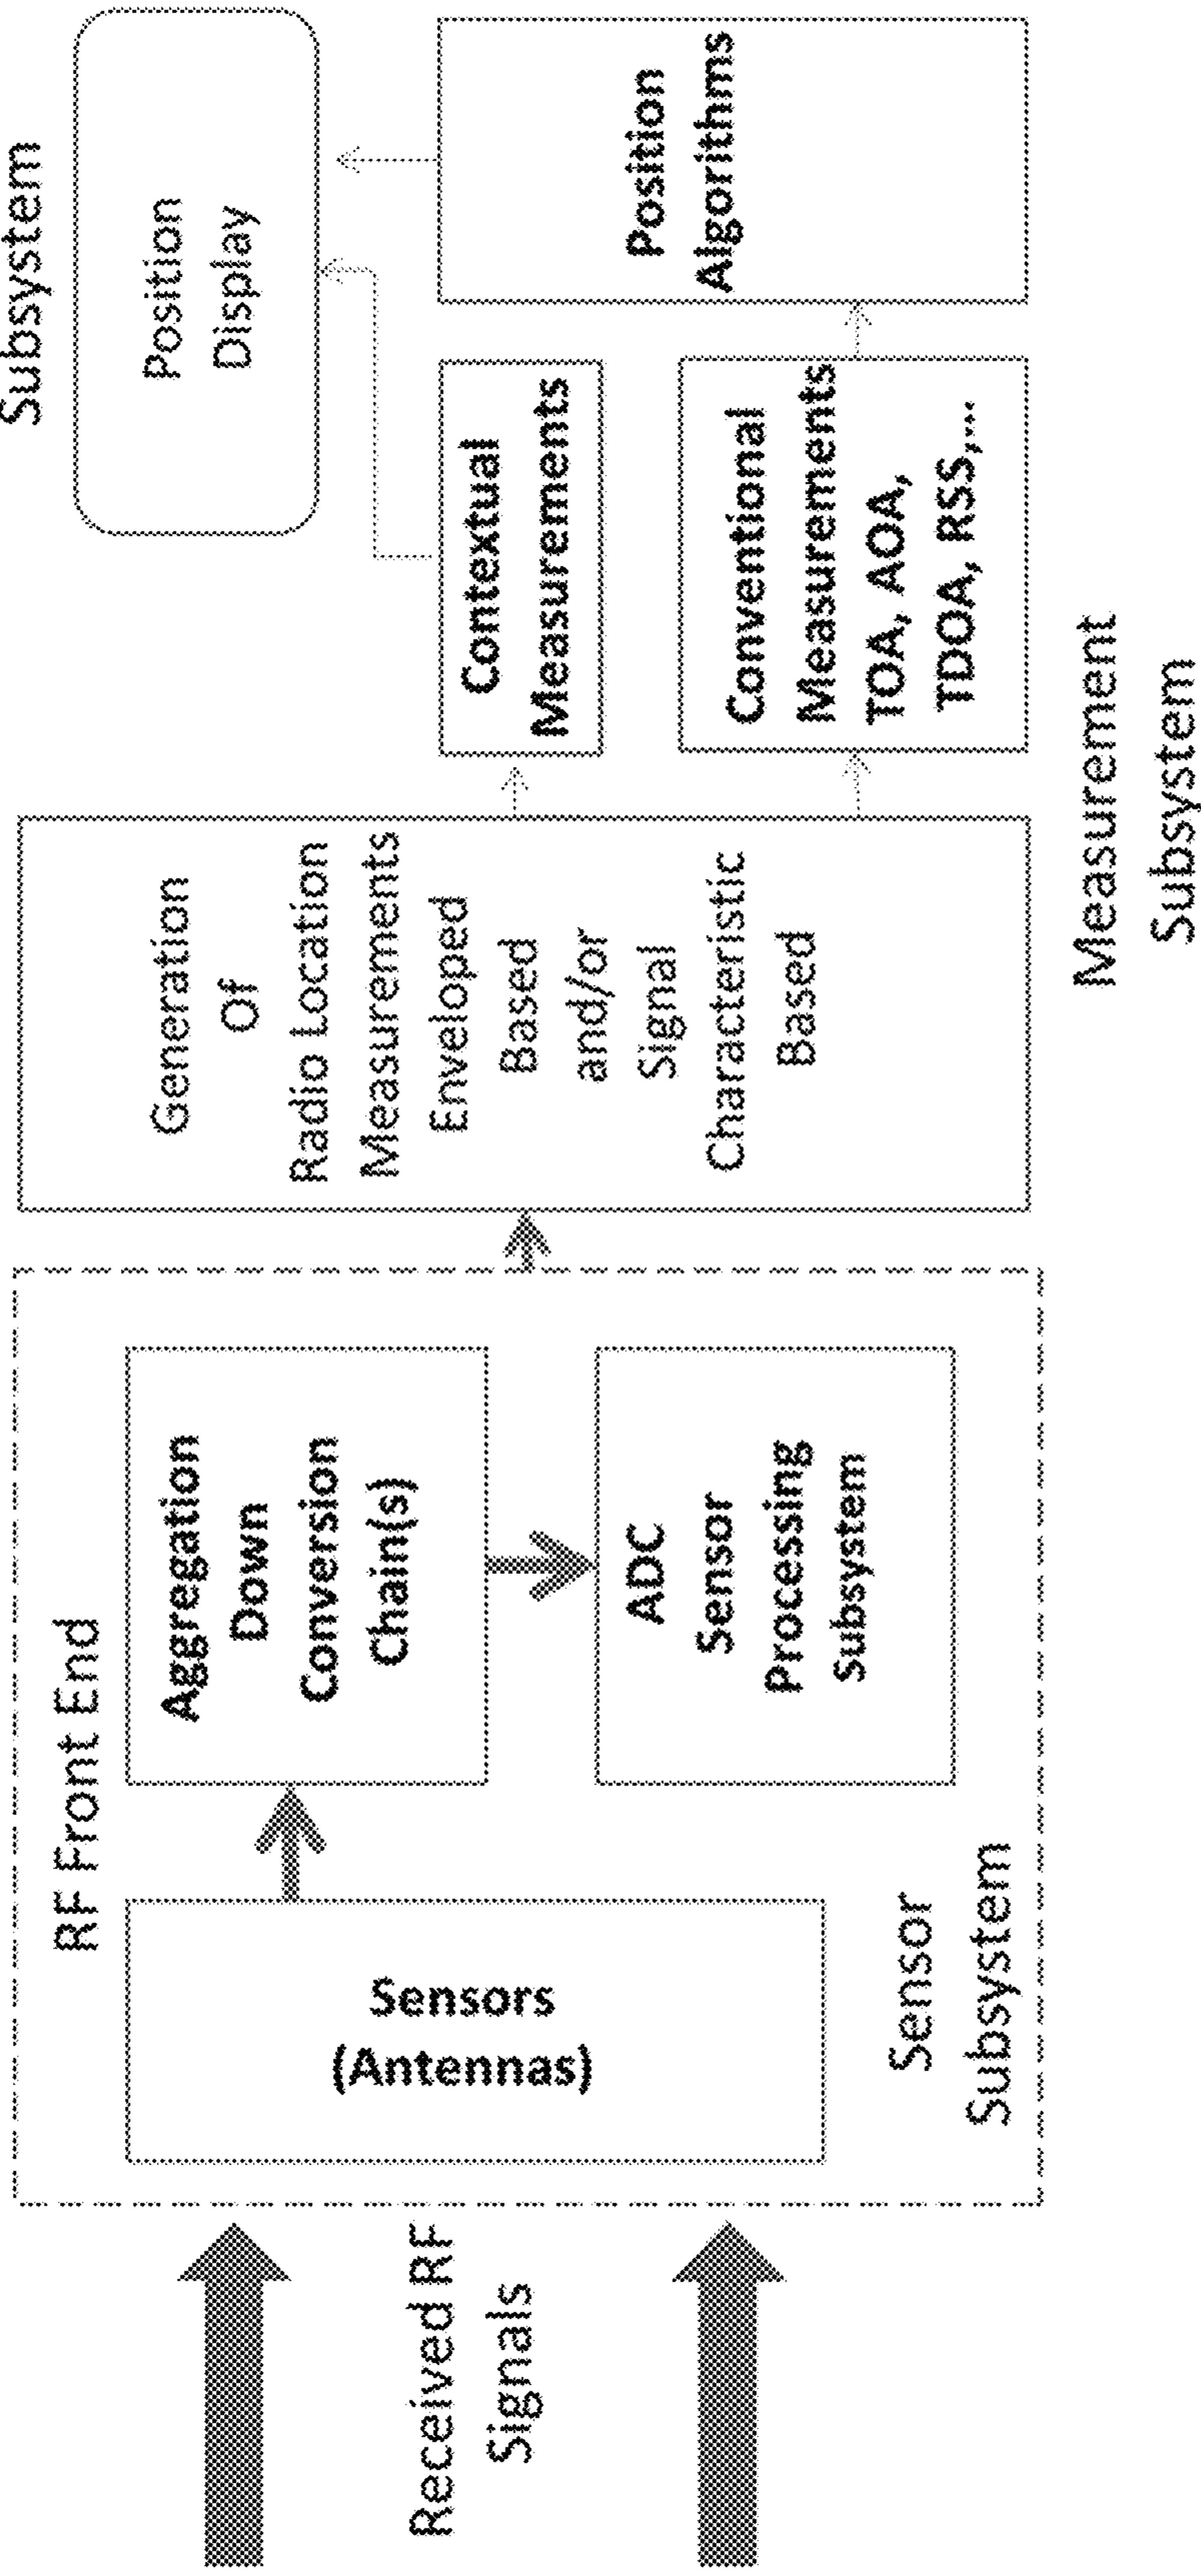 Received RF
Signals
RF Front End
Sensors
(Antennas)
Aggregation
Down
Conversion
Chain(s)
ADC
Sensor
Processing
Subsystem
Sensor
Subsystem
Generation
Of
Radio Location
Measurements
Enveloped
Based
and/or
Signal
Characteristic
Based
Contextual
Measurements
Conventional
Measurements
TOA, AOA,
TDOA, RSS,...
Measurement
Subsystem
Subsystem
Position
Display
Position
Algorithms